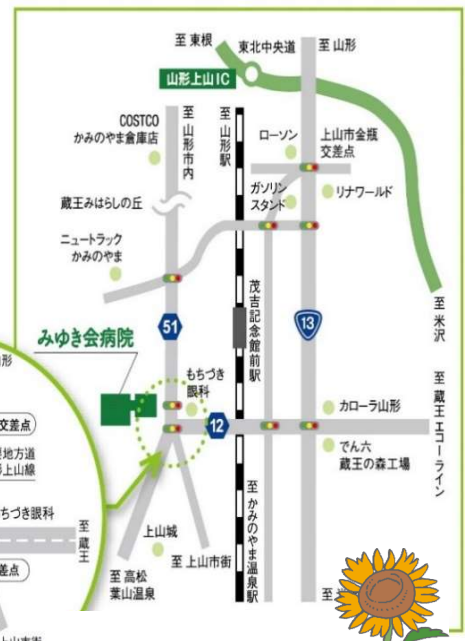 至 東根
東北中央道
至 山形
山形上山IC
COSTCO
かみのやま倉庫店
至 山形市内
至 山形駅
ローソン
上山市金瓶
交差点
蔵王みはらしの丘
ガソリン
スタンド
リナワールド
ニュートラック
かみのやま
茂吉記念館前駅
至 米沢
51
13
みゆき会病院
もちづき
眼科
12
カローラ山形
至 蔵王エコーライン
でん六
蔵王の森工場
上山城
至 上山市街
至 高松
葉山温泉
至 かみのやま温泉駅
至
交差点
地方道
上山線
ちづき眼科
至 蔵王
差点
上山市街